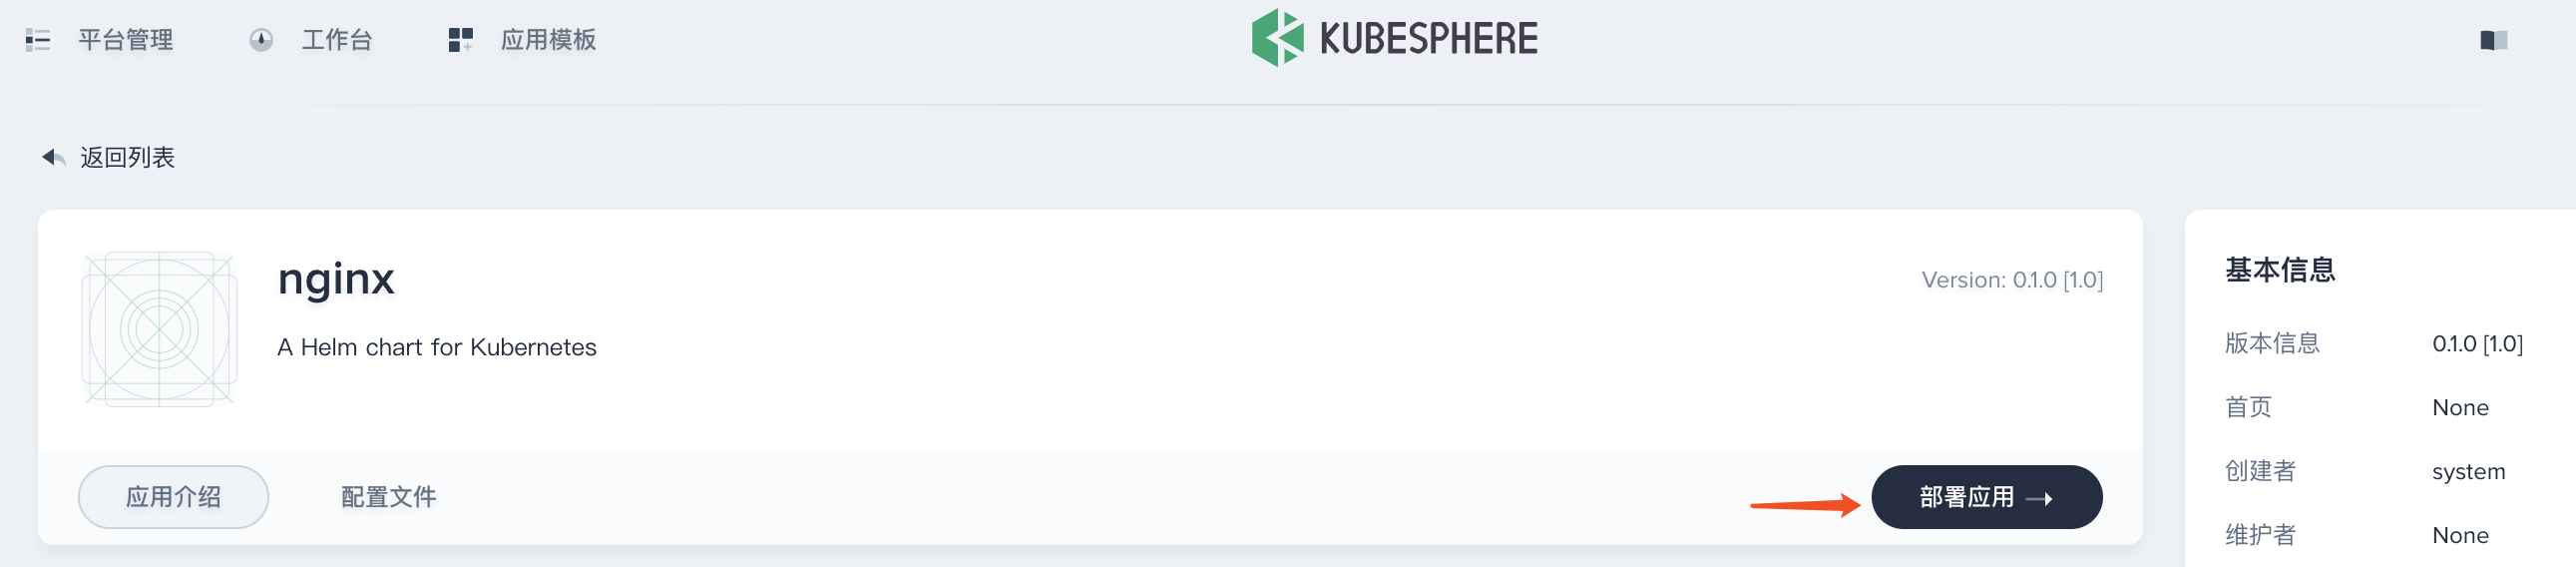 平台管理
工作台
应用模板
KUBESPHERE
返回列表
nginx
Version: 0.1.0 [1.0]
A Helm chart for Kubernetes
应用介绍
配置文件
部署应用
基本信息
版本信息 0.1.0 [1.0]
首页 None
创建者 system
维护者 None